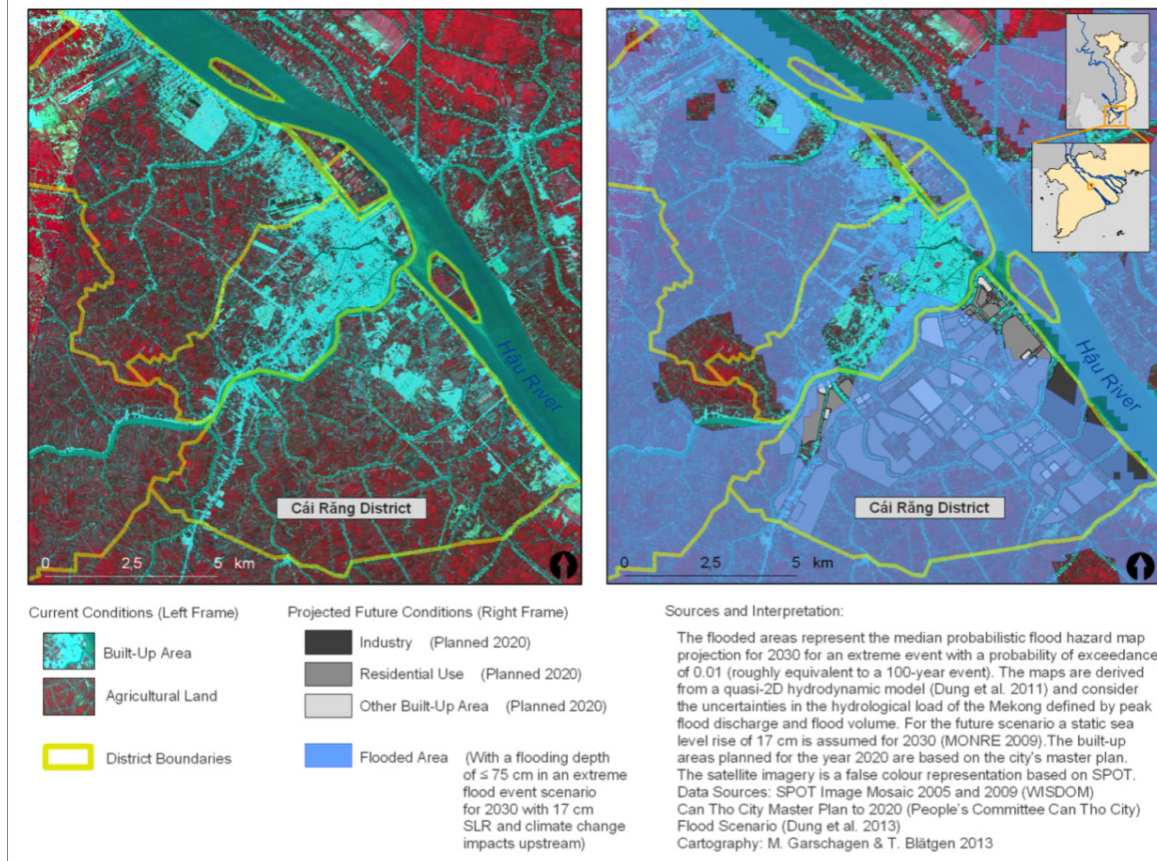 Hậu River
Cái Răng District
0 2,5 5 km
Hậu River
Cái Răng District
0 2,5 5 km
Current Conditions (Left Frame)
Built-Up Area
Agricultural Land
District Boundaries
Projected Future Conditions (Right Frame)
Industry (Planned 2020)
Residential Use (Planned 2020)
Other Built-Up Area (Planned 2020)
Flooded Area (With a flooding depth
of ≤ 75 cm in an extreme
flood event scenario
for 2030 with 17 cm
SLR and climate change
impacts upstream)
Sources and Interpretation:
The flooded areas represent the median probabilistic flood hazard map
projection for 2030 for an extreme event with a probability of exceedance
of 0.01 (roughly equivalent to a 100-year event). The maps are derived
from a quasi-2D hydrodynamic model (Dung et al. 2011) and consider
the uncertainties in the hydrological load of the Mekong defined by peak
flood discharge and flood volume. For the future scenario a static sea
level rise of 17 cm is assumed for 2030 (MONRE 2009).The built-up
areas planned for the year 2020 are based on the city's master plan.
The satellite imagery is a false colour representation based on SPOT.
Data Sources: SPOT Image Mosaic 2005 and 2009 (WISDOM)
Can Tho City Master Plan to 2020 (People's Committee Can Tho City)
Flood Scenario (Dung et al. 2013)
Cartography: M. Garschagen & T. Blätgen 2013